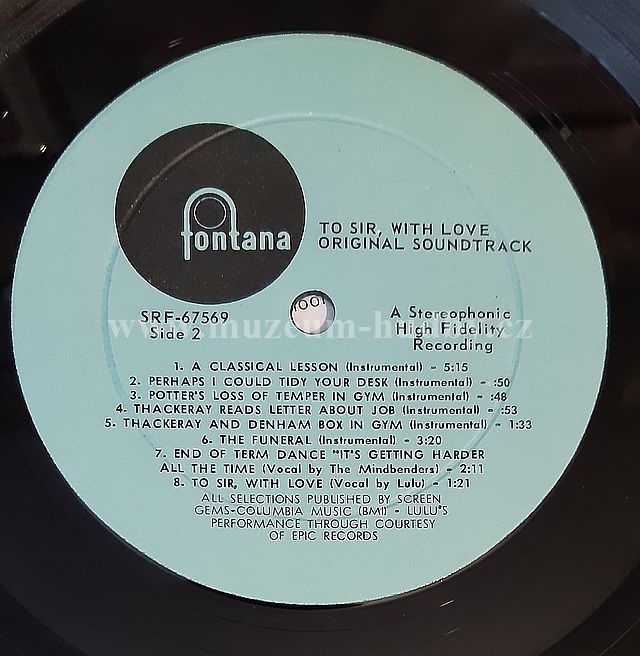 fontana
TO SIR, WITH LOVE
ORIGINAL SOUNDTRACK
SRF-67569
Side 2
A Stereophonic
High Fidelity
Recording
1. A CLASSICAL LESSON (Instrumental) - 5:15
2. PERHAPS I COULD TIDY YOUR DESK (Instrumental) - :50
3. POTTER'S LOSS OF TEMPER IN GYM (Instrumental) - :48
4. THACKERAY READS LETTER ABOUT JOB (Instrumental) - :53
5. THACKERAY AND DENHAM BOX IN GYM (Instrumental) - 1:33
6. THE FUNERAL (Instrumental) - 3:20
7. END OF TERM DANCE "IT'S GETTING HARDER
ALL THE TIME (Vocal by The Mindbenders) - 2:11
8. TO SIR, WITH LOVE (Vocal by Lulu) - 1:21
ALL SELECTIONS PUBLISHED BY SCREEN
GEMS-COLUMBIA MUSIC (BMI) - LULU'S
PERFORMANCE THROUGH COURTESY
OF EPIC RECORDS